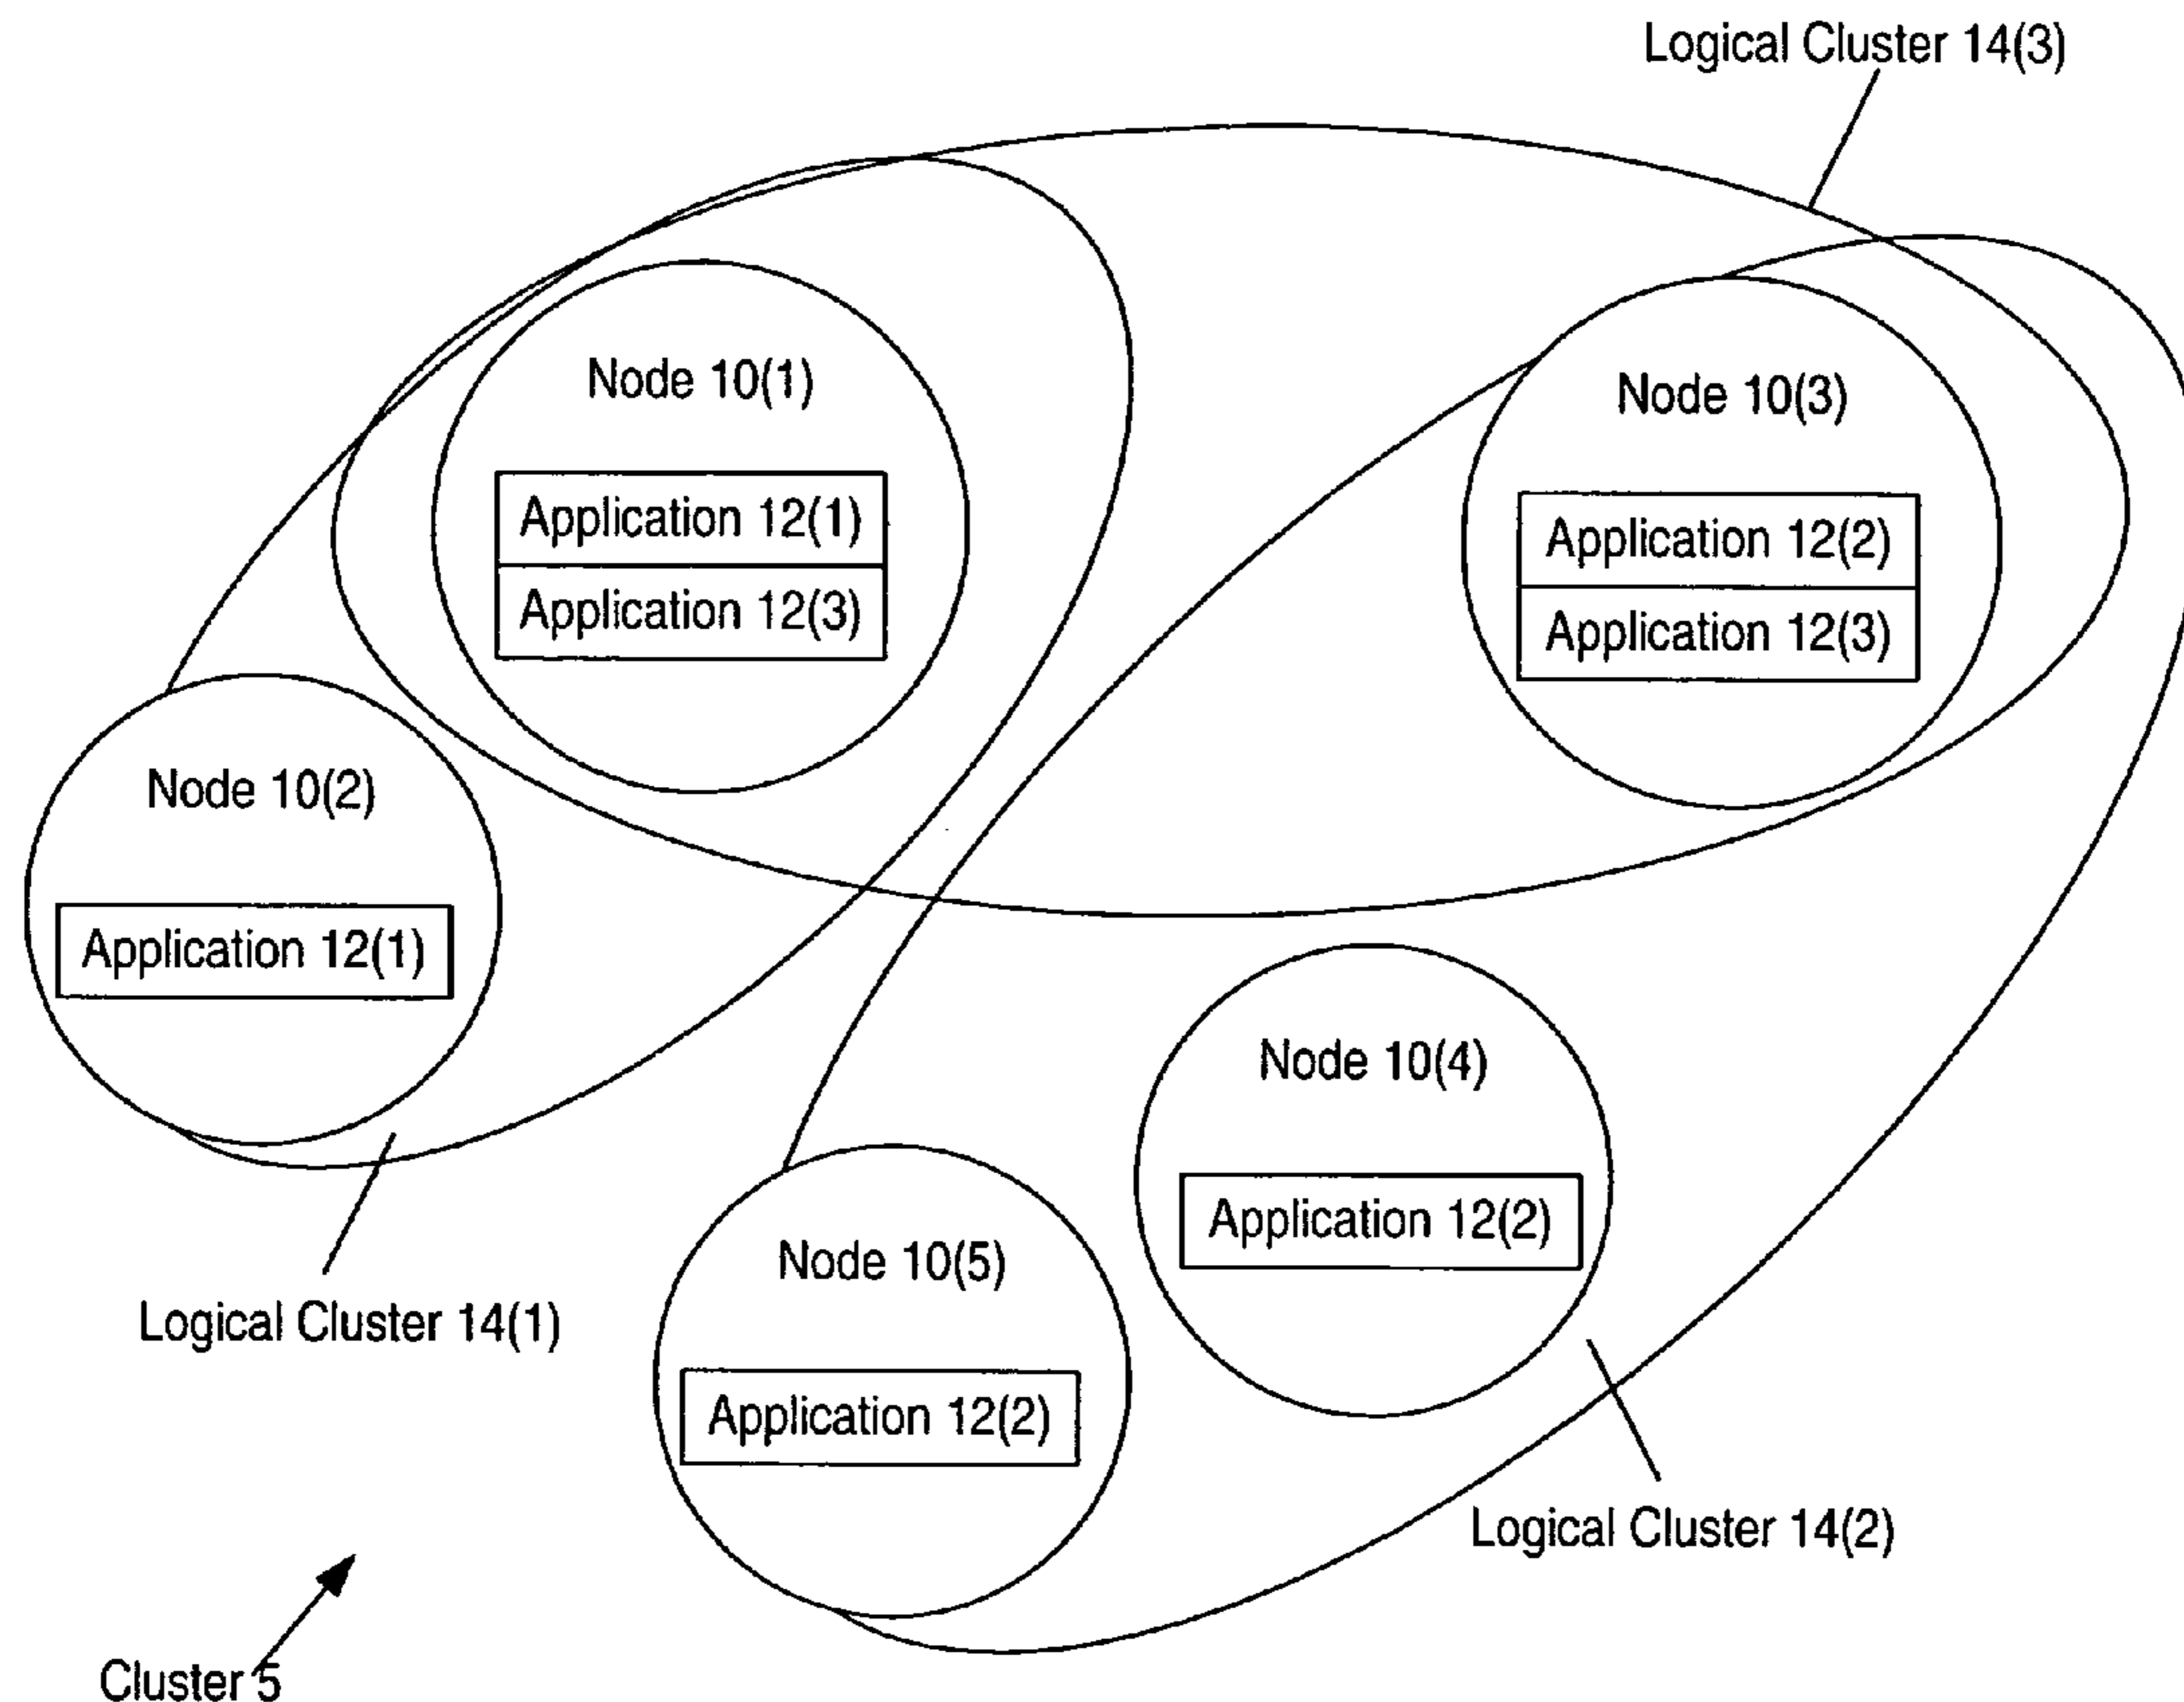 Logical Cluster 14(3)
Node 10(1)
Application 12(1)
Application 12(3)
Node 10(3)
Application 12(2)
Application 12(3)
Node 10(2)
Application 12(1)
Node 10(4)
Application 12(2)
Node 10(5)
Application 12(2)
Logical Cluster 14(1)
Logical Cluster 14(2)
Cluster 5